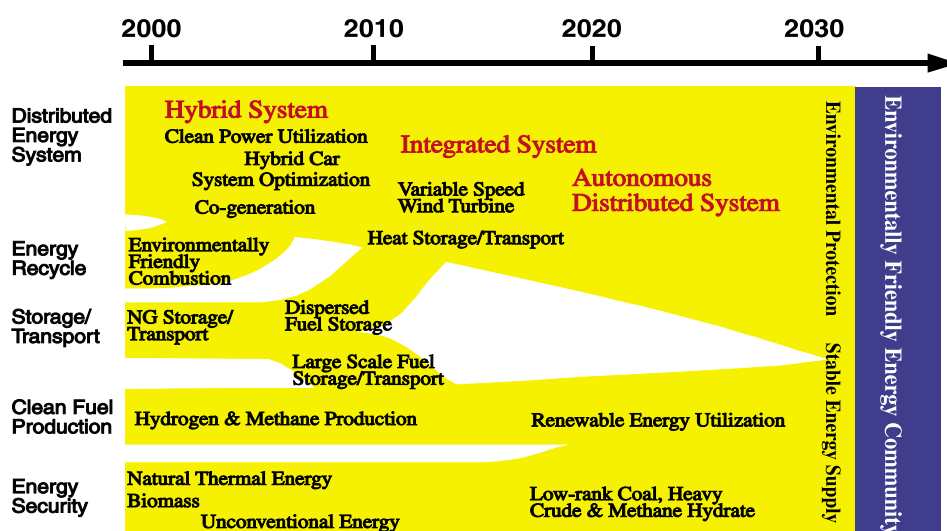 2000 2010 2020 2030
Distributed
Energy
System
Hybrid System
Clean Power Utilization
Hybrid Car
System Optimization
Co-generation
Integrated System
Variable Speed
Wind Turbine
Autonomous
Distributed System
Energy
Recycle
Environmentally
Friendly
Combustion
Heat Storage/Transport
Storage/
Transport
NG Storage/
Transport
Dispersed
Fuel Storage
Large Scale Fuel
Storage/Transport
Clean Fuel
Production
Hydrogen & Methane Production
Renewable Energy Utilization
Energy
Security
Natural Thermal Energy
Biomass
Unconventional Energy
Low-rank Coal, Heavy
Crude & Methane Hydrate
Environmental Protection
Stable Energy Supply
Environmentally Friendly Energy Community